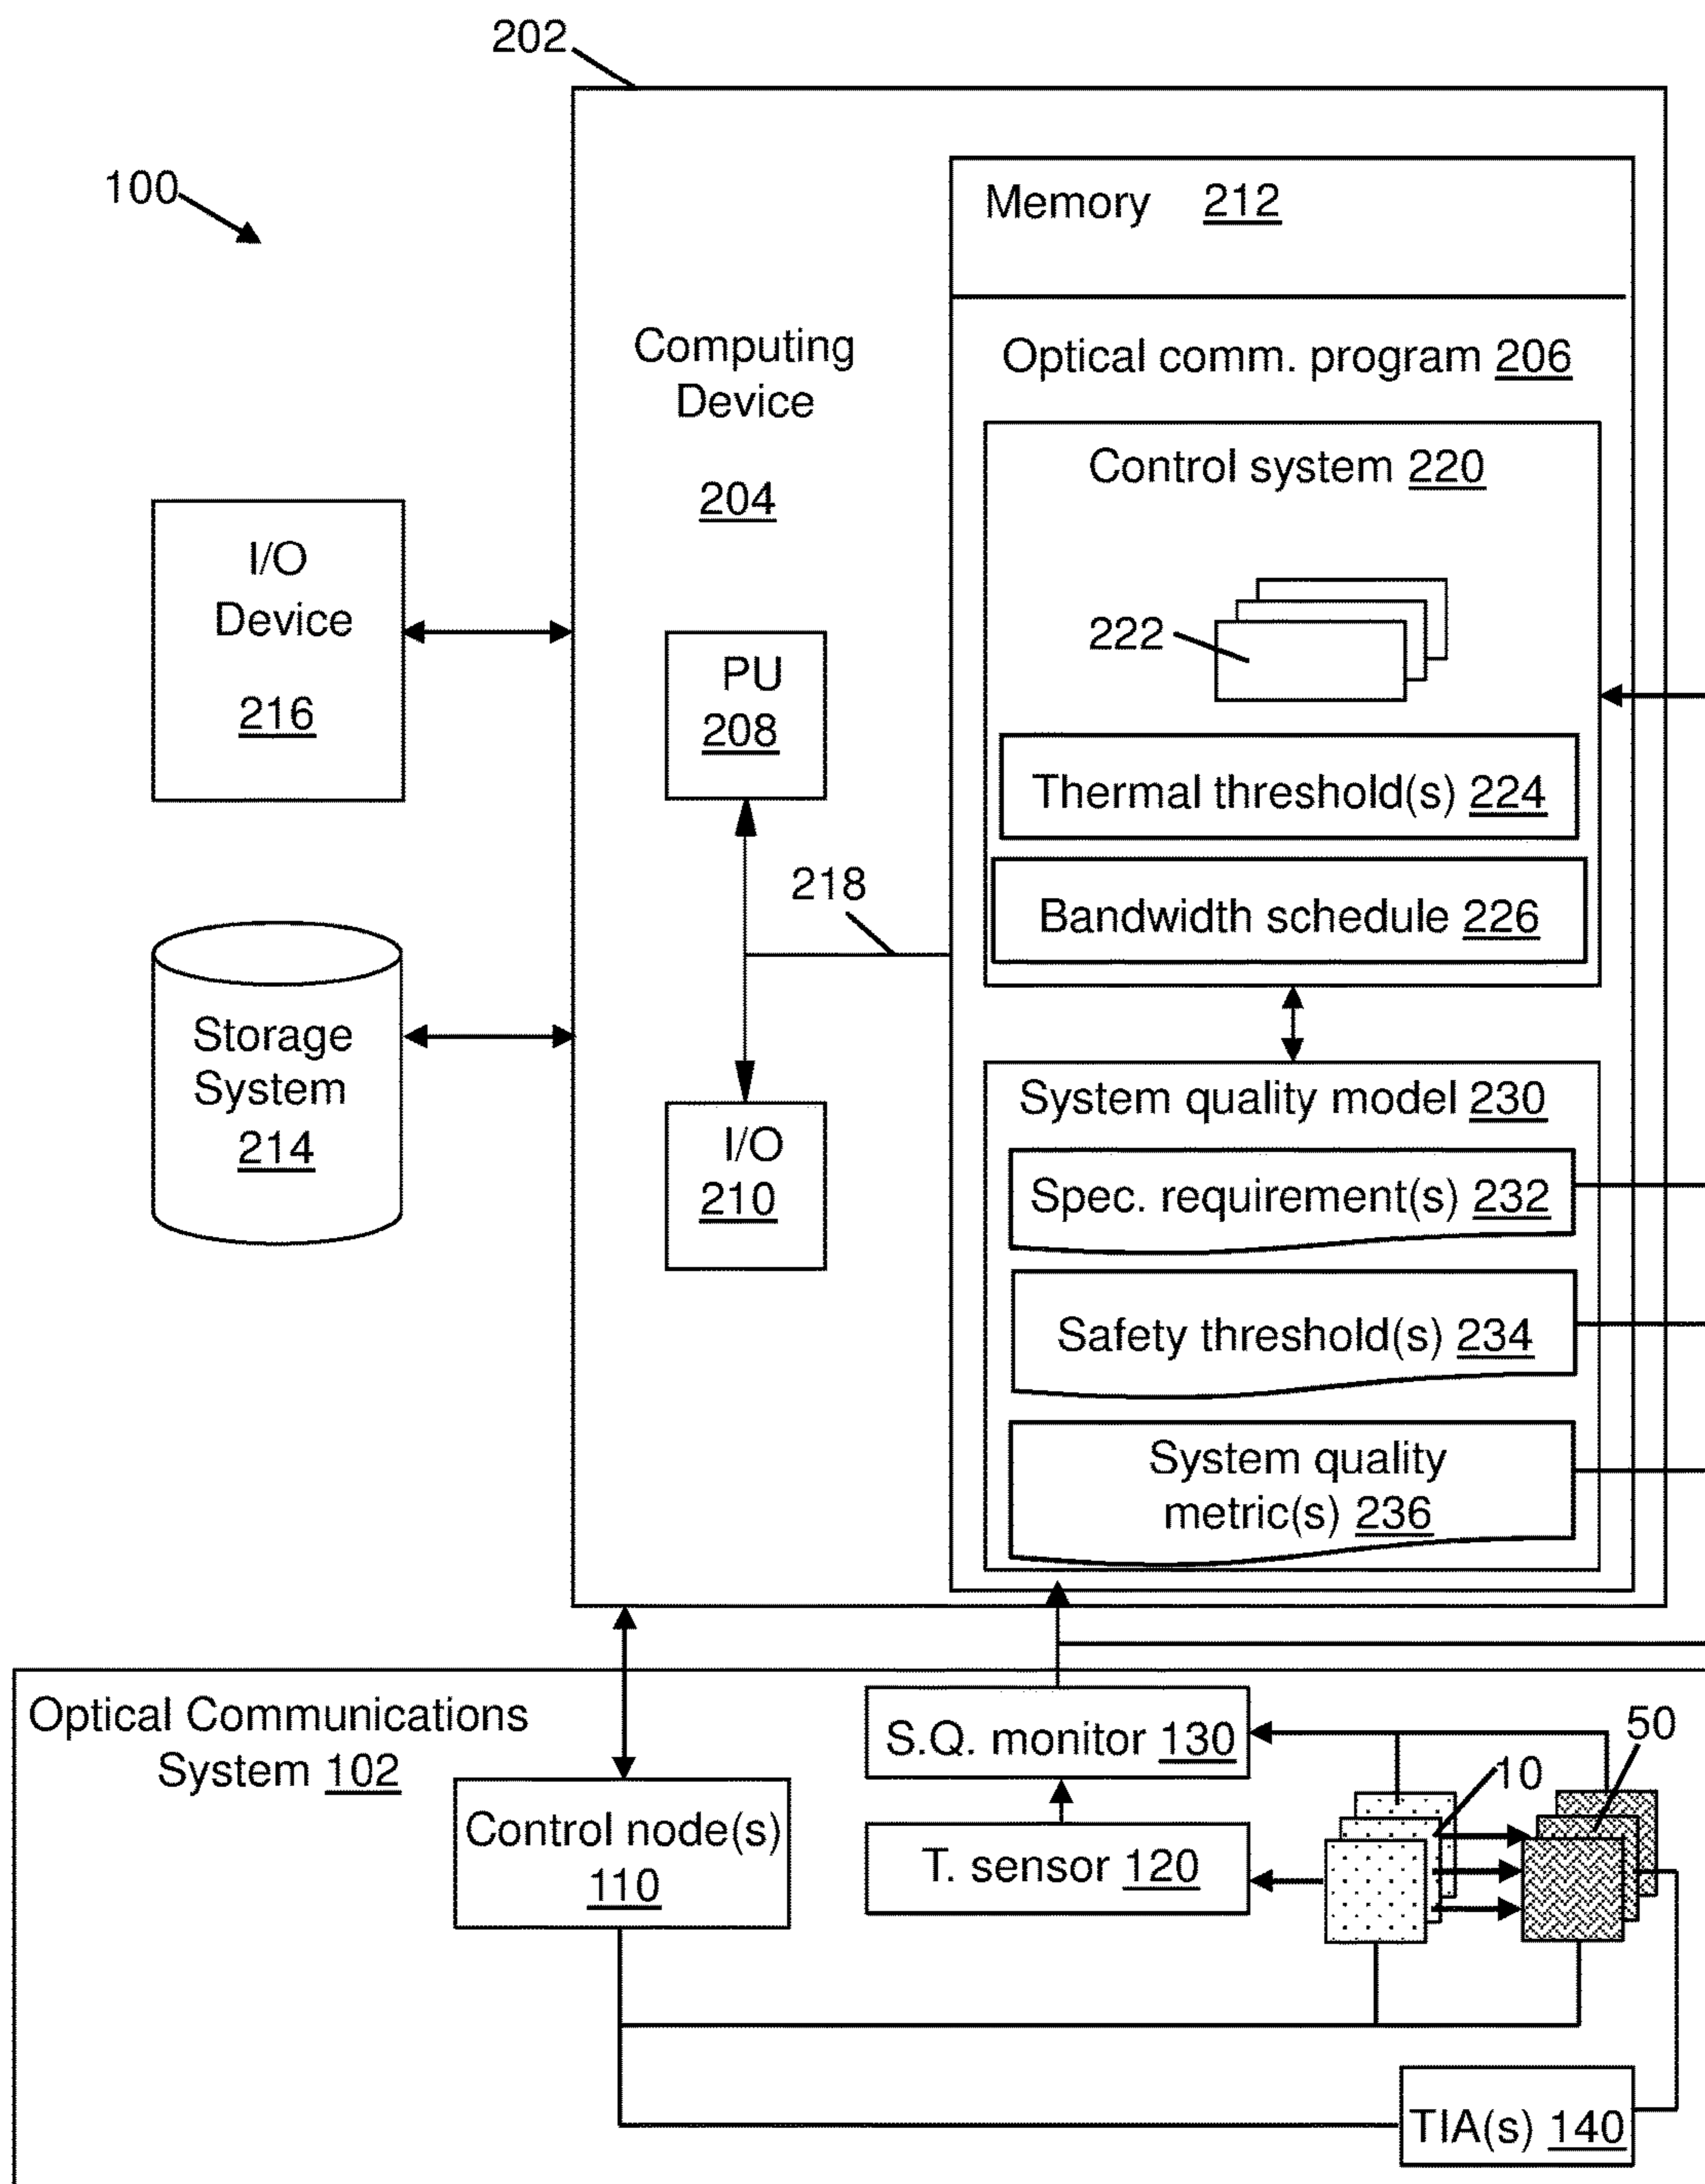 202
100
Memory 212
Computing
Device
204
Optical comm. program 206
Control system 220
222
I/O
Device
216
PU
208
Thermal threshold(s) 224
218
Bandwidth schedule 226
Storage
System
214
I/O
210
System quality model 230
Spec. requirement(s) 232
Safety threshold(s) 234
System quality
metric(s) 236
Optical Communications
System 102
S.Q. monitor 130
50
10
Control node(s)
110
T. sensor 120
TIA(s) 140